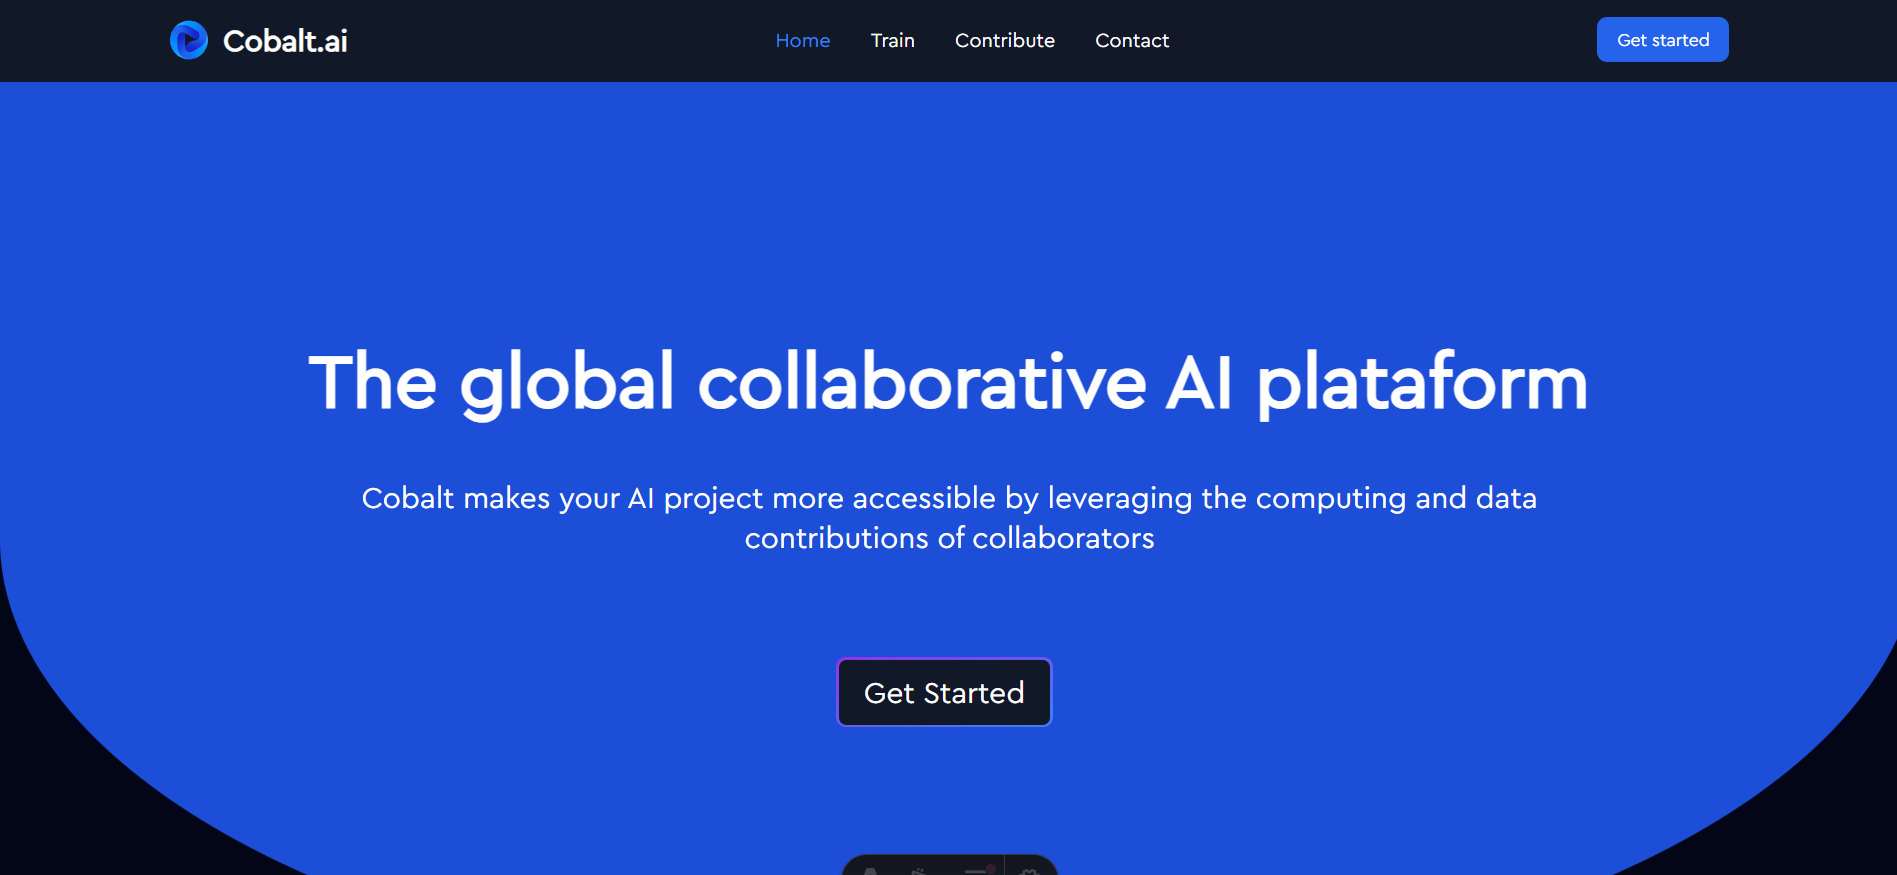 Cobalt.ai
Home Train Contribute Contact
Get started
The global collaborative AI plataform
Cobalt makes your AI project more accessible by leveraging the computing and data
contributions of collaborators
Get Started